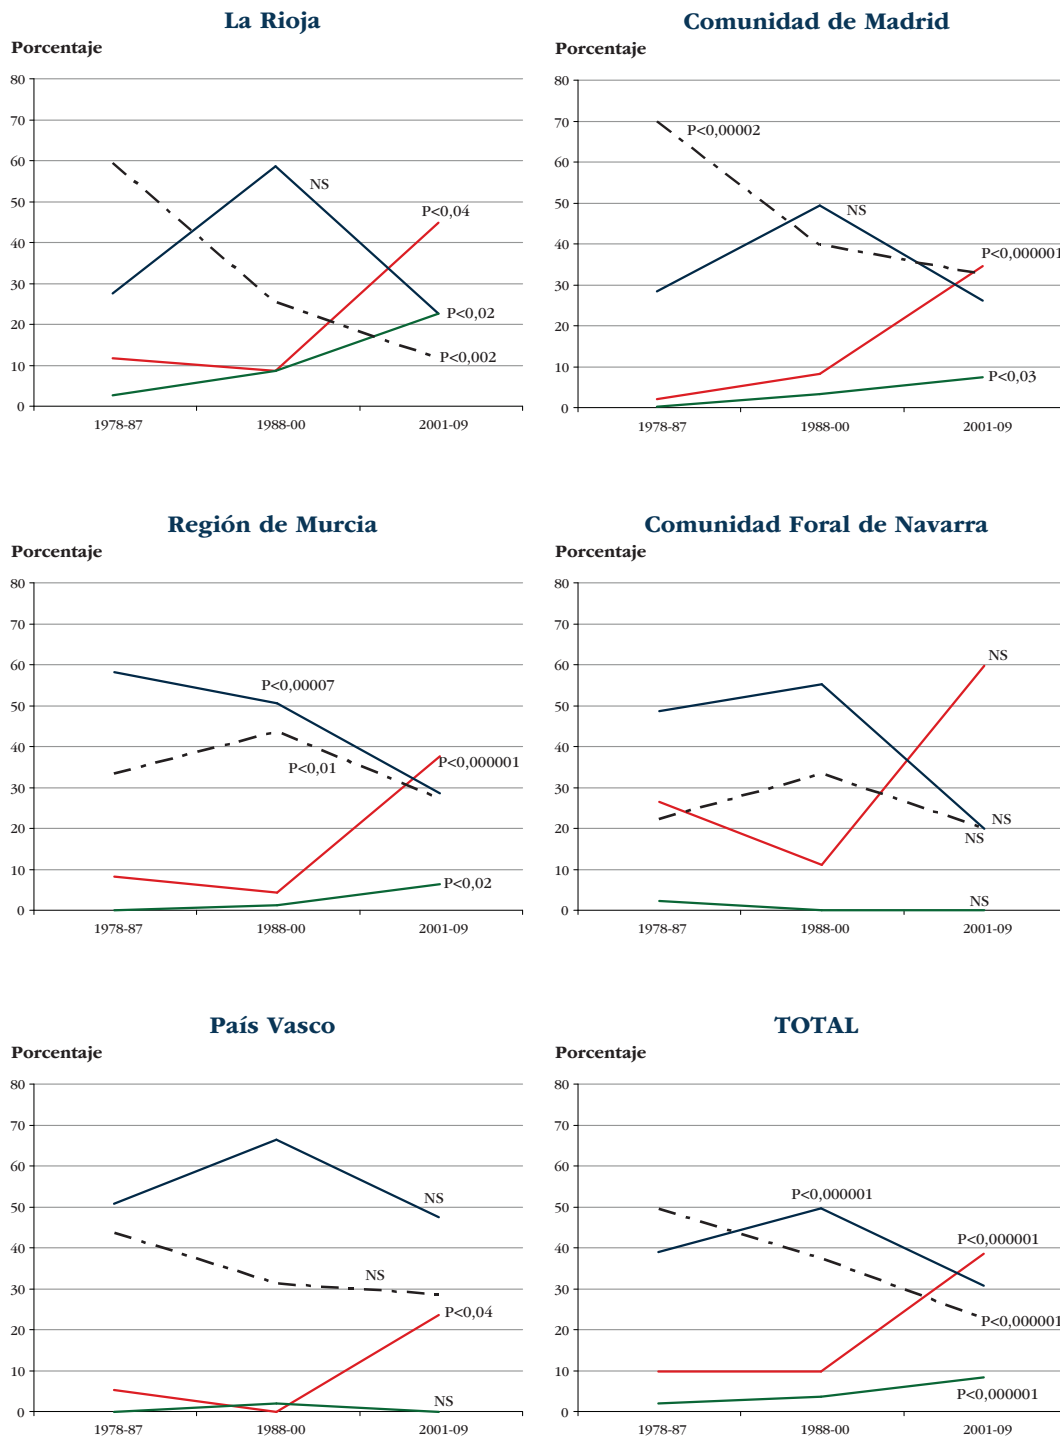 La Rioja
Porcentaje
80
70
60
50
40
30
20
10
0
NS
P<0,04
P<0,02
P<0,002
1978-87 1988-00 2001-09
Comunidad de Madrid
Porcentaje
80
70
60
50
40
30
20
10
0
P<0,00002
NS
P<0,000001
P<0,03
1978-87 1988-00 2001-09
Región de Murcia
Porcentaje
80
70
60
50
40
30
20
10
0
P<0,00007
P<0,01
P<0,000001
P<0,02
1978-87 1988-00 2001-09
Comunidad Foral de Navarra
Porcentaje
80
70
60
50
40
30
20
10
0
NS
NS
NS
NS
1978-87 1988-00 2001-09
País Vasco
Porcentaje
80
70
60
50
40
30
20
10
0
NS
NS
P<0,04
NS
1978-87 1988-00 2001-09
TOTAL
Porcentaje
80
70
60
50
40
30
20
10
0
P<0,000001
P<0,000001
P<0,000001
P<0,000001
1978-87 1988-00 2001-09